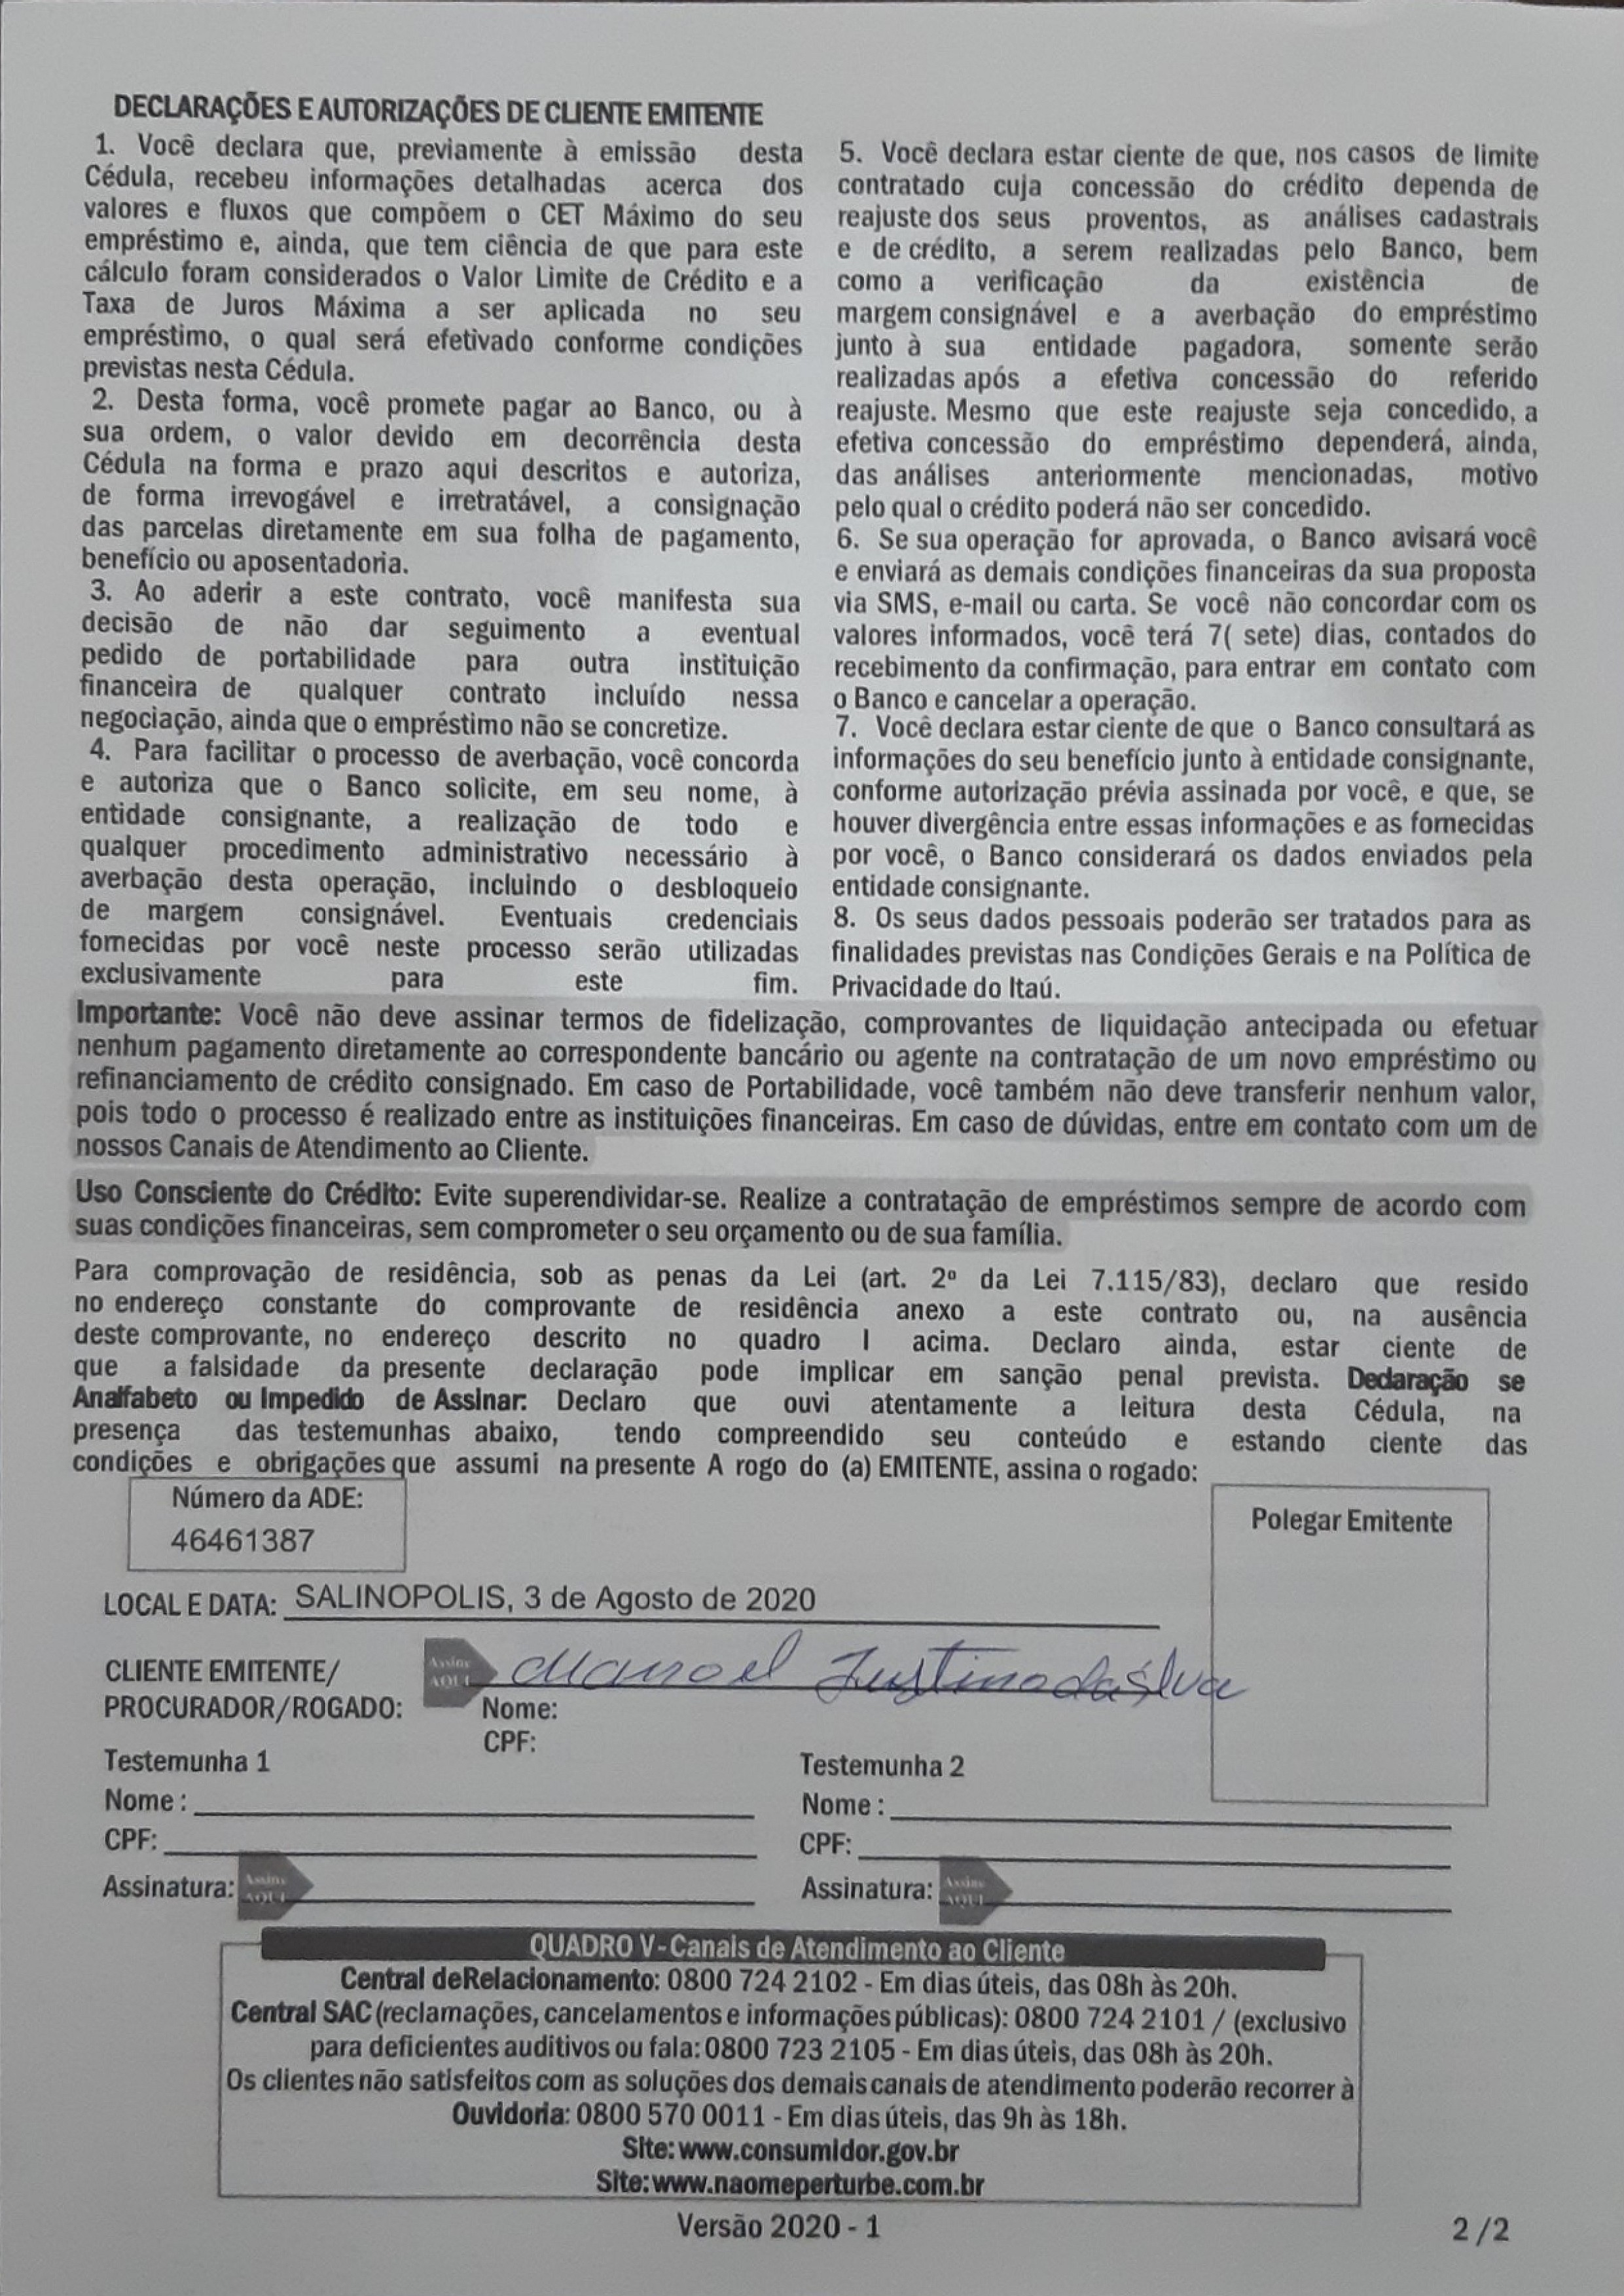 DECLARAÇÕES E AUTORIZAÇÕES DE CLIENTE EMITENTE
1. Você declara que, previamente à emissão desta
Cédula, recebeu informações detalhadas acerca dos
valores e fluxos que compõem o CET Máximo do seu
empréstimo e, ainda, que tem ciência de que para este
cálculo foram considerados o Valor Limite de Crédito e a
Taxa de Juros Máxima a ser aplicada no seu
empréstimo, o qual será efetivado conforme condições
previstas nesta Cédula.
2. Desta forma, você promete pagar ao Banco, ou à
sua ordem, o valor devido em decorrência desta
Cédula na forma e prazo aqui descritos e autoriza,
de forma irrevogável e irretratável, a consignação
das parcelas diretamente em sua folha de pagamento,
benefício ou aposentadoria.
3. Ao aderir a este contrato, você manifesta sua
decisão de não dar seguimento a eventual
pedido de portabilidade para outra instituição
financeira de qualquer contrato incluído nessa
negociação, ainda que o empréstimo não se concretize.
4. Para facilitar o processo de averbação, você concorda
e autoriza que o Banco solicite, em seu nome, à
entidade consignante, a realização de todo e
qualquer procedimento administrativo necessário à
averbação desta operação, incluindo o desbloqueio
de margem consignável. Eventuais credenciais
fornecidas por você neste processo serão utilizadas
exclusivamente para este fim.
5. Você declara estar ciente de que, nos casos de limite
contratado cuja concessão do crédito dependa de
reajuste dos seus proventos, as análises cadastrais
e de crédito, a serem realizadas pelo Banco, bem
como a verificação da existência de
margem consignável e a averbação do empréstimo
junto à sua entidade pagadora, somente serão
realizadas após a efetiva concessão do referido
reajuste. Mesmo que este reajuste seja concedido, a
efetiva concessão do empréstimo dependerá, ainda,
das análises anteriormente mencionadas, motivo
pelo qual o crédito poderá não ser concedido.
6. Se sua operação for aprovada, o Banco avisará você
e enviará as demais condições financeiras da sua proposta
via SMS, e-mail ou carta. Se você não concordar com os
valores informados, você terá 7( sete) dias, contados do
recebimento da confirmação, para entrar em contato com
o Banco e cancelar a operação.
7. Você declara estar ciente de que o Banco consultará as
informações do seu benefício junto à entidade consignante,
conforme autorização prévia assinada por você, e que, se
houver divergência entre essas informações e as fornecidas
por você, o Banco considerará os dados enviados pela
entidade consignante.
8. Os seus dados pessoais poderão ser tratados para as
finalidades previstas nas Condições Gerais e na Política de
Privacidade do Itaú.
Importante: Você não deve assinar termos de fidelização, comprovantes de liquidação antecipada ou efetuar
nenhum pagamento diretamente ao correspondente bancário ou agente na contratação de um novo empréstimo ou
refinanciamento de crédito consignado. Em caso de Portabilidade, você também não deve transferir nenhum valor,
pois todo o processo é realizado entre as instituições financeiras. Em caso de dúvidas, entre em contato com um de
nossos Canais de Atendimento ao Cliente.
Uso Consciente do Crédito: Evite superendividar-se. Realize a contratação de empréstimos sempre de acordo com
suas condições financeiras, sem comprometer o seu orçamento ou de sua família.
Para comprovação de residência, sob as penas da Lei (art. 2º da Lei 7.115/83), declaro que resido
no endereço constante do comprovante de residência anexo a este contrato ou, na ausência
deste comprovante, no endereço descrito no quadro I acima. Declaro ainda, estar ciente de
que a falsidade da presente declaração pode implicar em sanção penal prevista. Declaração se
Analfabeto ou Impedido de Assinar: Declaro que ouvi atentamente a leitura desta Cédula, na
presença das testemunhas abaixo, tendo compreendido seu conteúdo e estando ciente das
condições e obrigações que assumi na presente A rogo do (a) EMITENTE, assina o rogado:
Número da ADE:
46461387
Polegar Emitente
LOCAL E DATA: SALINOPOLIS, 3 de Agosto de 2020
CLIENTE EMITENTE/
PROCURADOR/ROGADO:
Assine
AQUI
Manoel Justino da Silva
Nome:
CPF:
Testemunha 1
Nome :
CPF:
Assinatura: Assine
AQUI
Testemunha 2
Nome :
CPF:
Assinatura: Assine
AQUI
QUADRO V - Canais de Atendimento ao Cliente
Central deRelacionamento: 0800 724 2102 - Em dias úteis, das 08h às 20h.
Central SAC (reclamações, cancelamentos e informações públicas): 0800 724 2101 / (exclusivo
para deficientes auditivos ou fala: 0800 723 2105 - Em dias úteis, das 08h às 20h.
Os clientes não satisfeitos com as soluções dos demais canais de atendimento poderão recorrer à
Ouvidoria: 0800 570 0011 - Em dias úteis, das 9h às 18h.
Site: www.consumidor.gov.br
Site: www.naomeperturbe.com.br
Versão 2020 - 1
2 /2